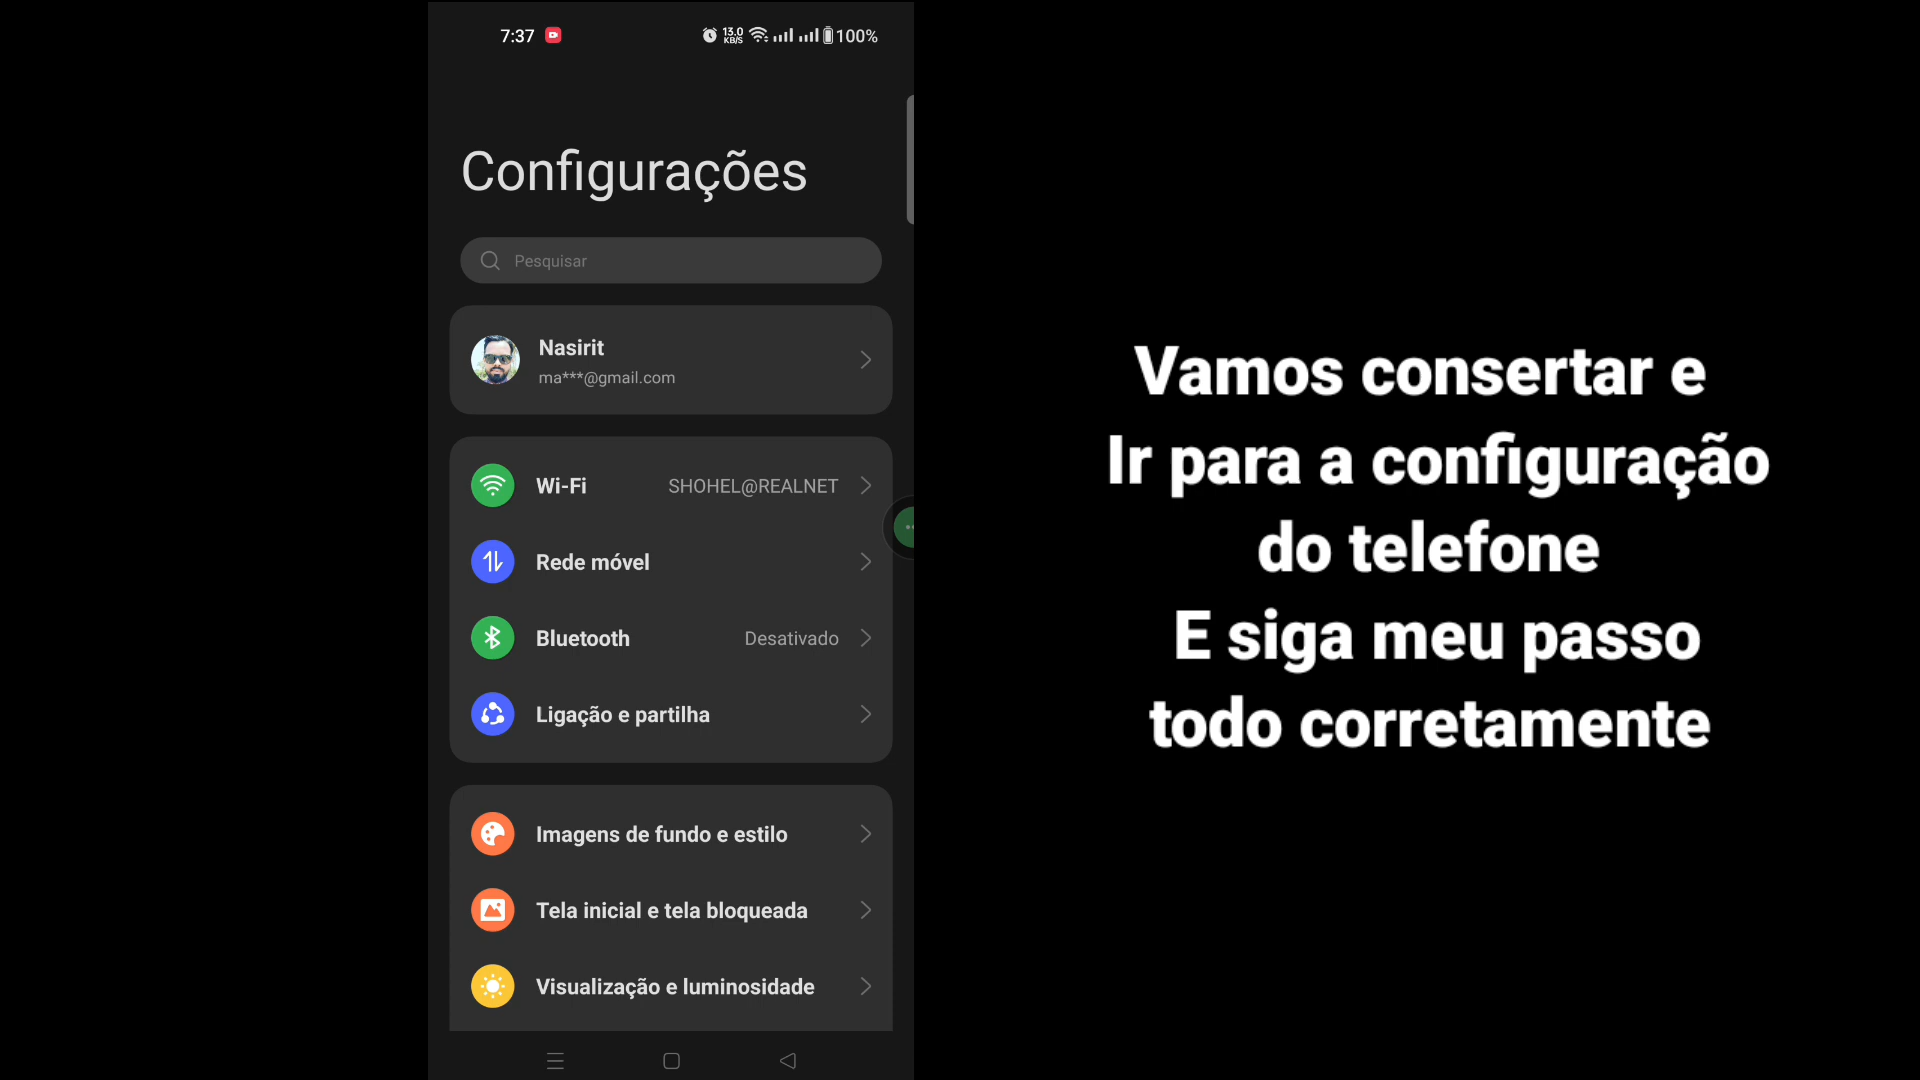 7:37
13.0
KB/S
100%
Configurações
Pesquisar
Nasirit
ma***@gmail.com
Wi-Fi
SHOHEL@REALNET
Rede móvel
Bluetooth
Desativado
Ligação e partilha
Imagens de fundo e estilo
Tela inicial e tela bloqueada
Visualização e luminosidade
Vamos consertar e
Ir para a configuração
do telefone
E siga meu passo
todo corretamente